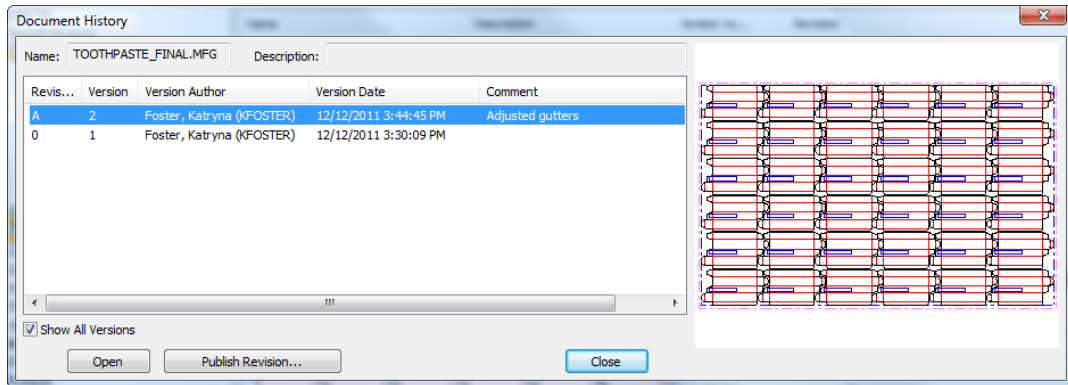 Document History
Name: TOOTHPASTE_FINAL.MFG Description:
Revis... Version Version Author Version Date Comment
A 2 Foster, Katryna (KFOSTER) 12/12/2011 3:44:45 PM Adjusted gutters
0 1 Foster, Katryna (KFOSTER) 12/12/2011 3:30:09 PM
Show All Versions
Open Publish Revision... Close